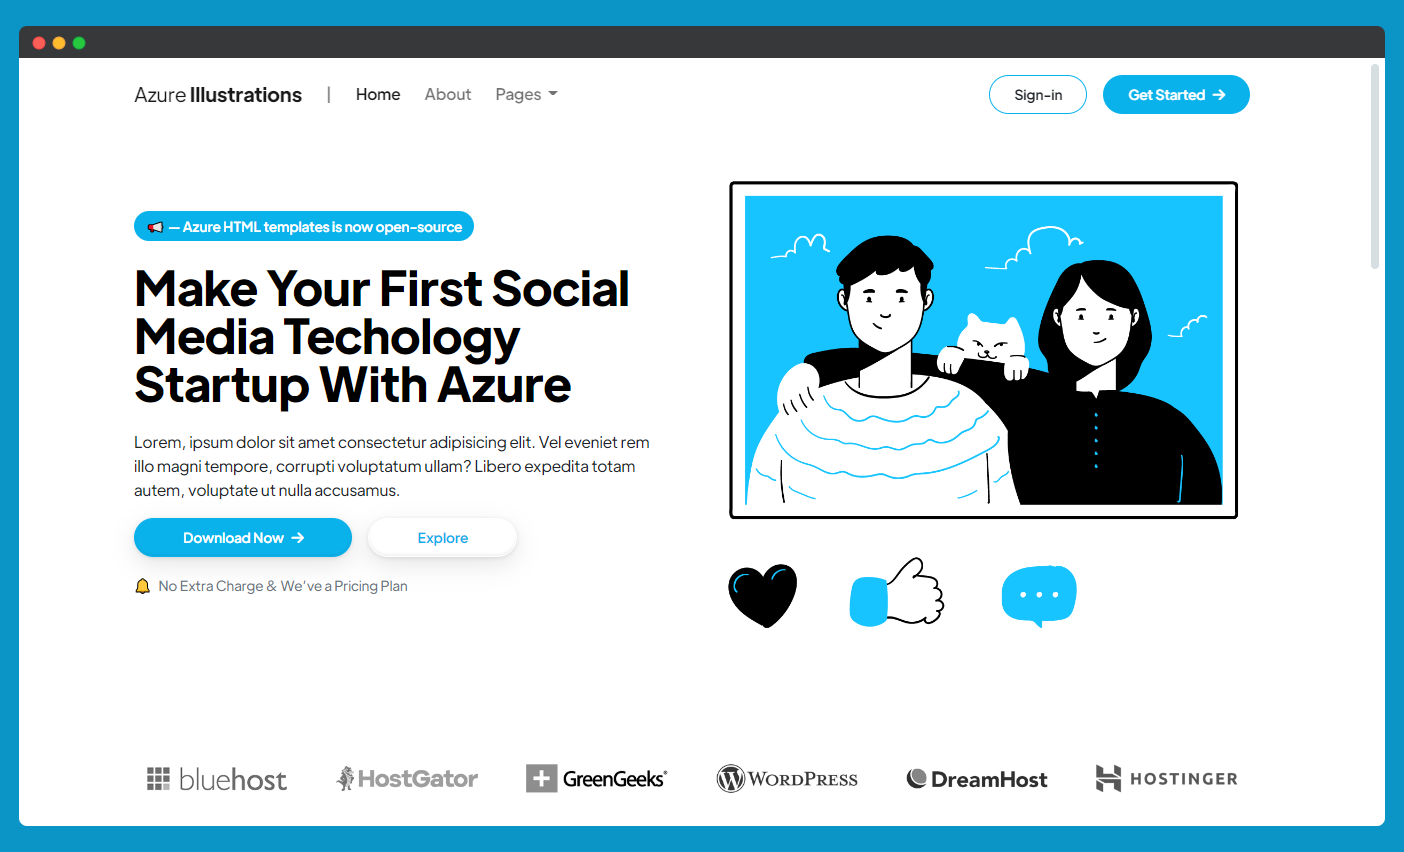 Azure Illustrations | Home About Pages Sign-in Get Started →
— Azure HTML templates is now open-source
Make Your First Social
Media Techology
Startup With Azure
Lorem, ipsum dolor sit amet consectetur adipisicing elit. Vel eveniet rem
illo magni tempore, corrupti voluptatum ullam? Libero expedita totam
autem, voluptate ut nulla accusamus.
Download Now → Explore
No Extra Charge & We've a Pricing Plan
bluehost HostGator GreenGeeks® WORDPRESS DreamHost HOSTINGER